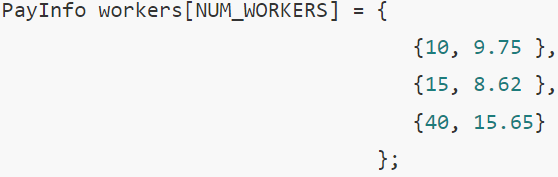 PayInfo workers[NUM_WORKERS] = {
{10, 9.75 },
{15, 8.62 },
{40, 15.65}
};